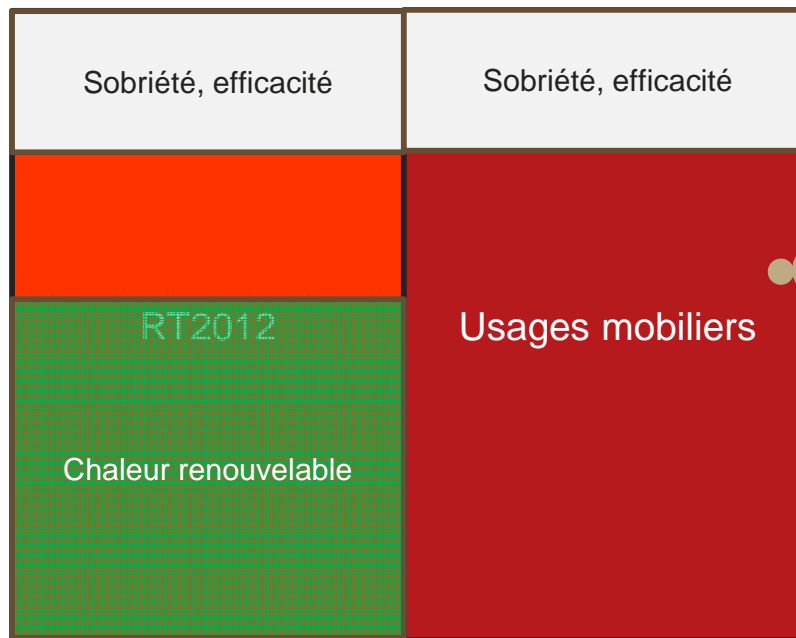 Sobriété, efficacité
Sobriété, efficacité
RT2012
Usages mobiliers
Chaleur renouvelable